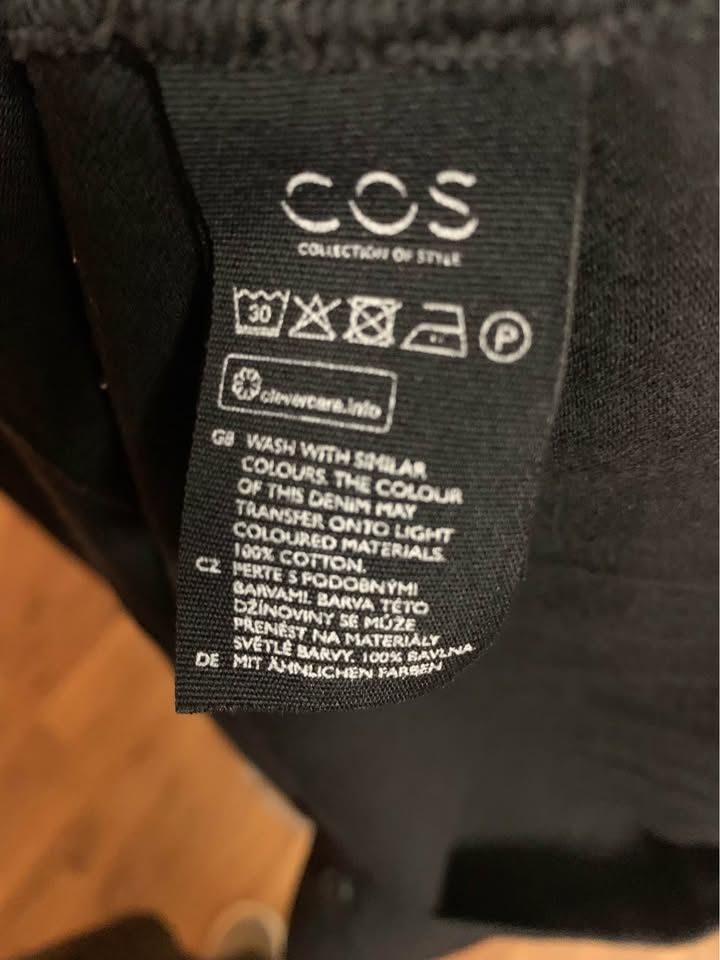 COS
COLLECTION OF STYLE
30
P
clevercare.info
GB WASH WITH SIMILAR
COLOURS. THE COLOUR
OF THIS DENIM MAY
TRANSFER ONTO LIGHT
COLOURED MATERIALS.
100% COTTON.
CZ PERTE S PODOBNÝMI
BARVAMI. BARVA TÉTO
DŽÍNOVINY SE MŮŽE
PŘENÉST NA MATERIÁLY
SVĚTLÉ BARVY. 100% BAVLNA
DE MIT ÄHNLICHEN FARBEN